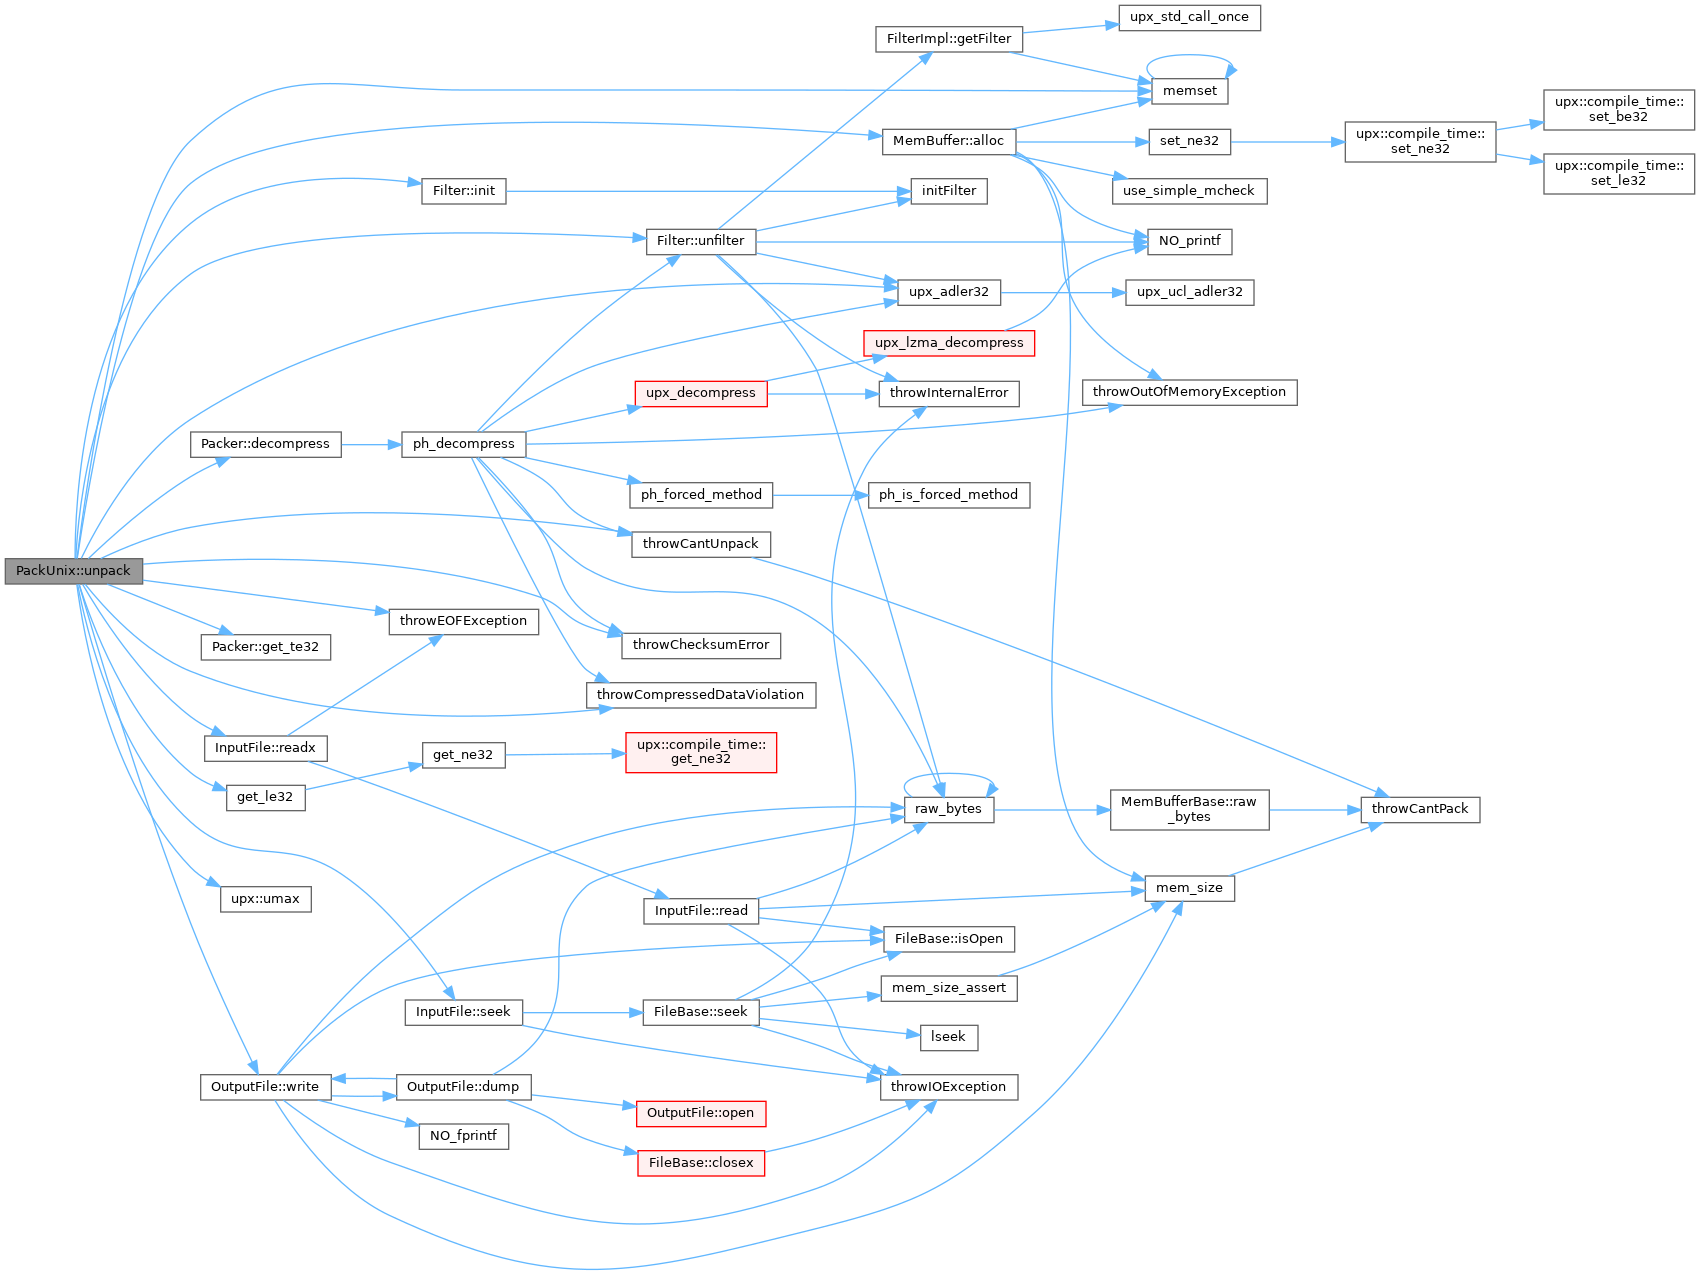 upx_std_call_once
FilterImpl::getFilter
memset
upx::compile_time::
set_be32
MemBuffer::alloc
set_ne32
upx::compile_time::
set_ne32
upx::compile_time::
set_le32
Filter::init
initFilter
use_simple_mcheck
Filter::unfilter
NO_printf
upx_adler32
upx_ucl_adler32
upx_lzma_decompress
upx_decompress
throwInternalError
throwOutOfMemoryException
Packer::decompress
ph_decompress
ph_forced_method
ph_is_forced_method
throwCantUnpack
PackUnix::unpack
throwEOFException
Packer::get_te32
throwChecksumError
throwCompressedDataViolation
InputFile::readx
get_ne32
upx::compile_time::
get_ne32
get_le32
raw_bytes
MemBufferBase::raw
_bytes
throwCantPack
upx::umax
mem_size
InputFile::read
FileBase::isOpen
mem_size_assert
InputFile::seek
FileBase::seek
lseek
OutputFile::write
OutputFile::dump
throwIOException
OutputFile::open
NO_fprintf
FileBase::closex